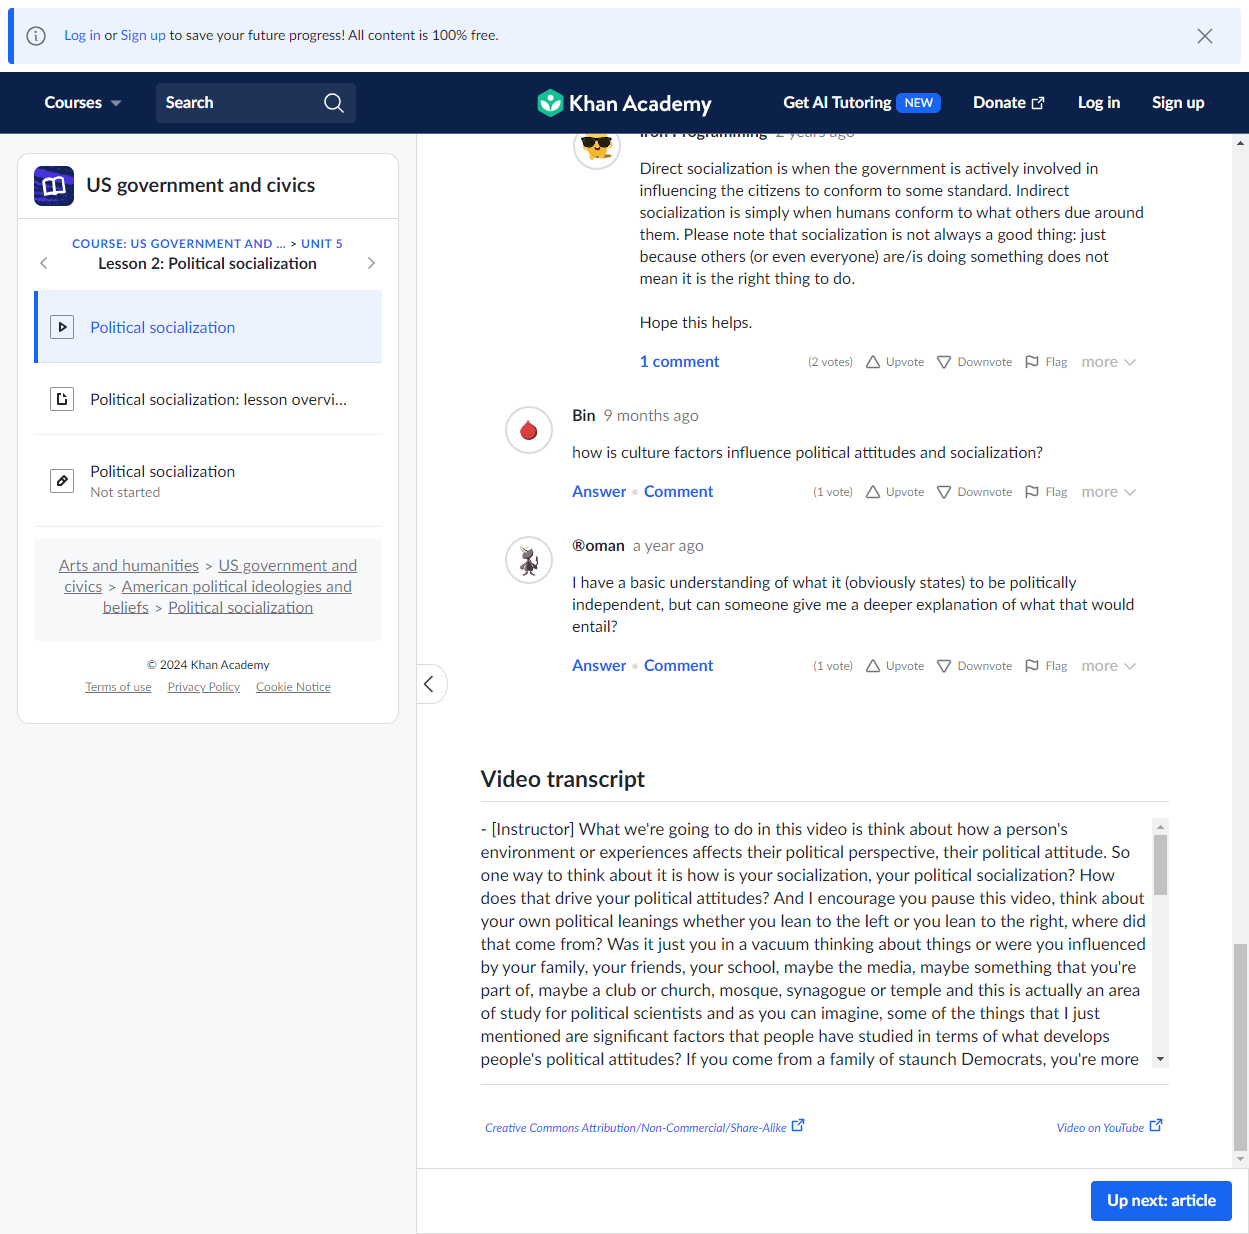 Log in or Sign up to save your future progress! All content is 100% free.
Courses
Search
Khan Academy
Get AI Tutoring NEW
Donate
Log in
Sign up
US government and civics
COURSE: US GOVERNMENT AND ... > UNIT 5
Lesson 2: Political socialization
Political socialization
Political socialization: lesson overvi...
Political socialization
Not started
Arts and humanities > US government and
civics > American political ideologies and
beliefs > Political socialization
© 2024 Khan Academy
Terms of use Privacy Policy Cookie Notice
Iron Programming 2 years ago
Direct socialization is when the government is actively involved in
influencing the citizens to conform to some standard. Indirect
socialization is simply when humans conform to what others due around
them. Please note that socialization is not always a good thing: just
because others (or even everyone) are/is doing something does not
mean it is the right thing to do.
Hope this helps.
1 comment (2 votes) Upvote Downvote Flag more
Bin 9 months ago
how is culture factors influence political attitudes and socialization?
Answer • Comment (1 vote) Upvote Downvote Flag more
®oman a year ago
I have a basic understanding of what it (obviously states) to be politically
independent, but can someone give me a deeper explanation of what that would
entail?
Answer • Comment (1 vote) Upvote Downvote Flag more
Video transcript
- [Instructor] What we're going to do in this video is think about how a person's
environment or experiences affects their political perspective, their political attitude. So
one way to think about it is how is your socialization, your political socialization? How
does that drive your political attitudes? And I encourage you pause this video, think about
your own political leanings whether you lean to the left or you lean to the right, where did
that come from? Was it just you in a vacuum thinking about things or were you influenced
by your family, your friends, your school, maybe the media, maybe something that you're
part of, maybe a club or church, mosque, synagogue or temple and this is actually an area
of study for political scientists and as you can imagine, some of the things that I just
mentioned are significant factors that people have studied in terms of what develops
people's political attitudes? If you come from a family of staunch Democrats, you're more
Creative Commons Attribution/Non-Commercial/Share-Alike
Video on YouTube
Up next: article